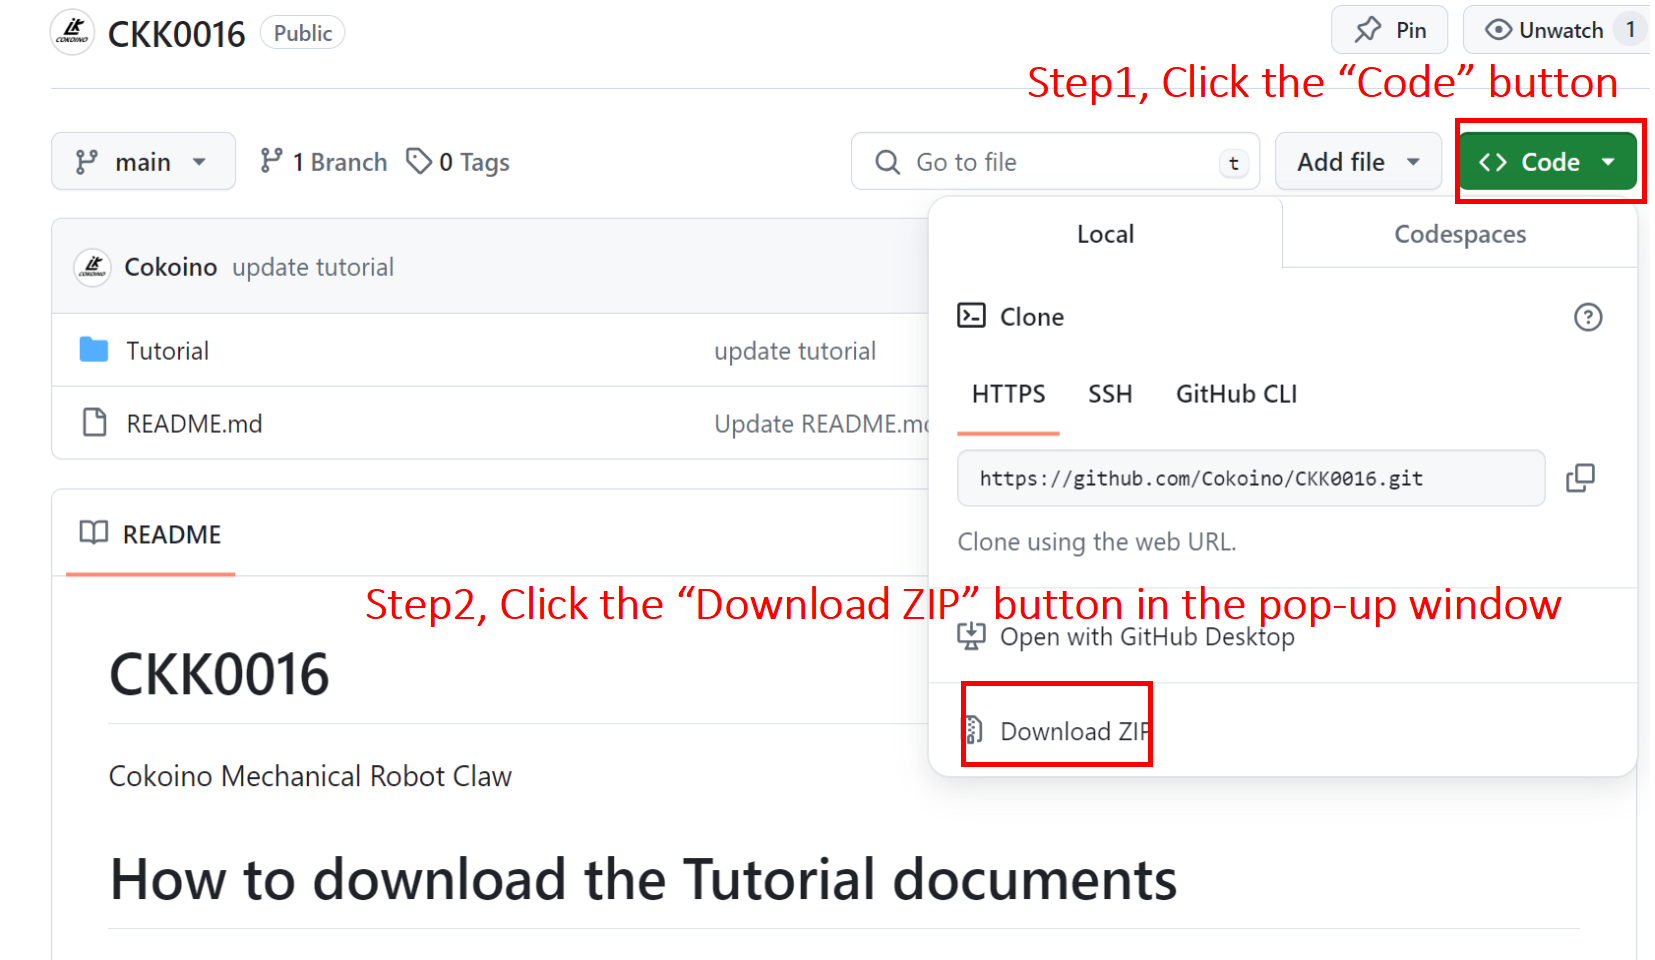 CKK0016 Public Pin Unwatch 1
Step1, Click the “Code” button
main 1 Branch 0 Tags Go to file t Add file <> Code
Local Codespaces
Cokoino update tutorial
Clone
Tutorial update tutorial
HTTPS SSH GitHub CLI
README.md Update README.md
https://github.com/Cokoino/CKK0016.git
README
Clone using the web URL.
Step2, Click the “Download ZIP” button in the pop-up window
Open with GitHub Desktop
CKK0016
Download ZIP
Cokoino Mechanical Robot Claw
How to download the Tutorial documents